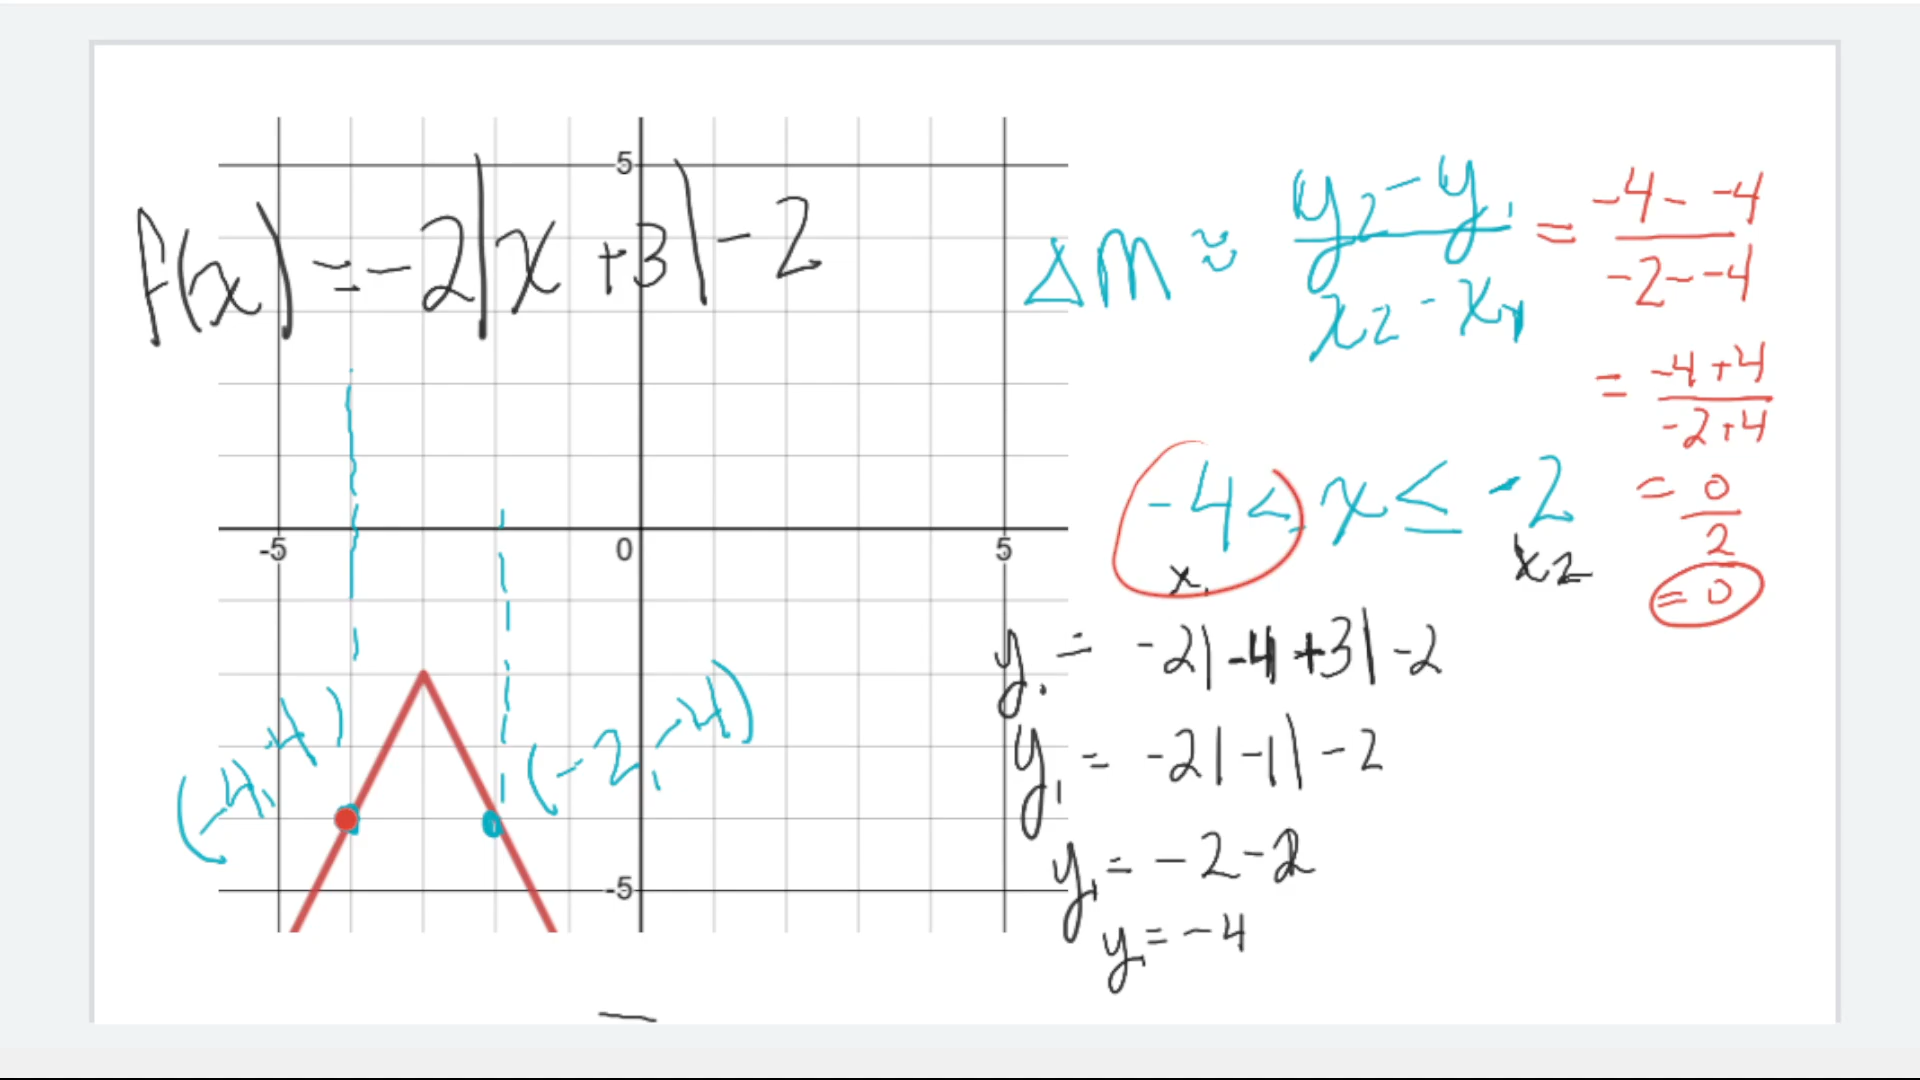 f(x) = -2|x+3|-2
5
-5
0
5
-5
(-4,-4)
(-2,-4)
Δm ≈ y2-y1/x2-x1 = -4--4/-2--4
= -4+4/-2+4
= 0/2
= 0
-4 ≤ x ≤ -2
x1 x2
y1 = -2|-4+3|-2
y1 = -2|-1|-2
y1 = -2-2
y1 = -4